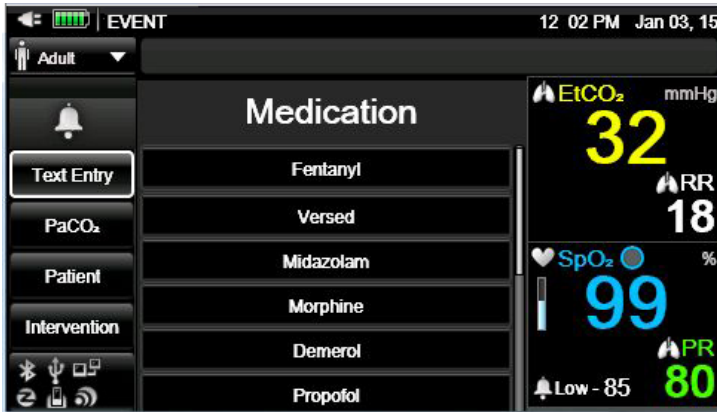 EVENT
12 02 PM Jan 03, 15
Adult
Medication
Text Entry
PaCO₂
Patient
Intervention
Fentanyl
Versed
Midazolam
Morphine
Demerol
Propofol
EtCO₂ mmHg
32
RR
18
SpO₂ %
99
PR
Low - 85
80